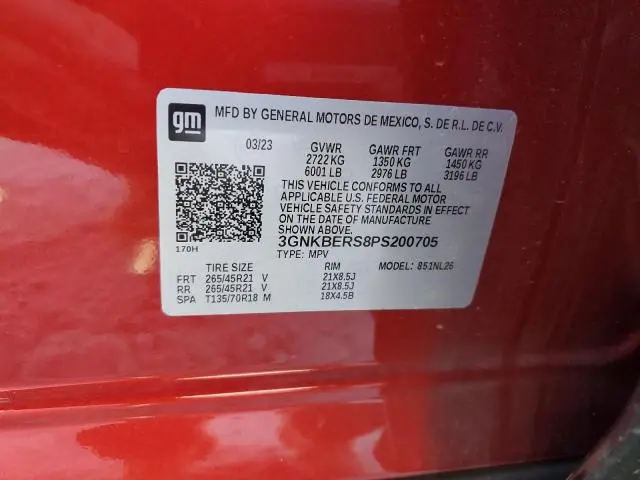 gm
MFD BY GENERAL MOTORS DE MEXICO, S. DE R.L. DE C.V.
03/23 GVWR GAWR FRT GAWR RR
2722 KG 1350 KG 1450 KG
6001 LB 2976 LB 3196 LB
THIS VEHICLE CONFORMS TO ALL
APPLICABLE U.S. FEDERAL MOTOR
VEHICLE SAFETY STANDARDS IN EFFECT
ON THE DATE OF MANUFACTURE
SHOWN ABOVE.
3GNKBERS8PS200705
170H TYPE: MPV MODEL: 851NL26
TIRE SIZE RIM
FRT 265/45R21 V 21X8.5J
RR 265/45R21 V 21X8.5J
SPA T135/70R18 M 18X4.5B